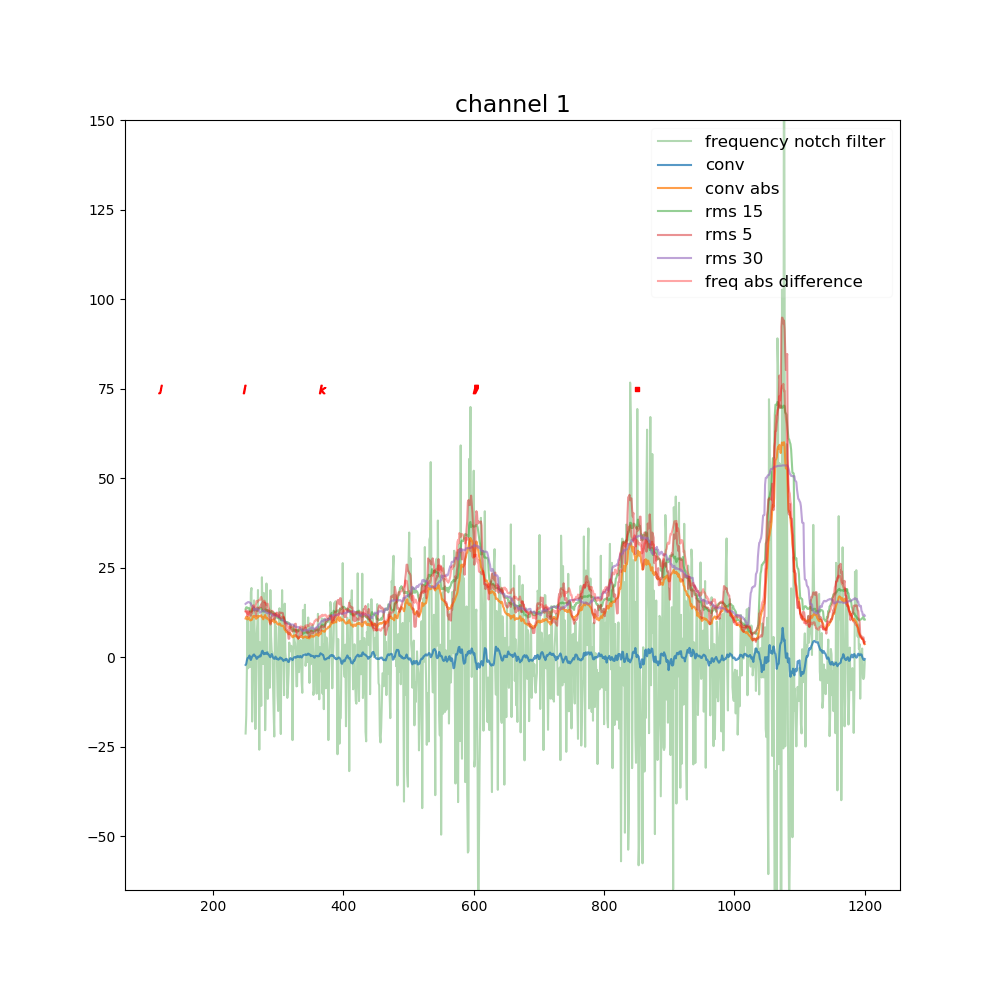 channel 1
150
125
100
75
50
25
0
−25
−50
frequency notch filter
conv
conv abs
rms 15
rms 5
rms 30
freq abs difference
J l k
200 400 600 800 1000 1200